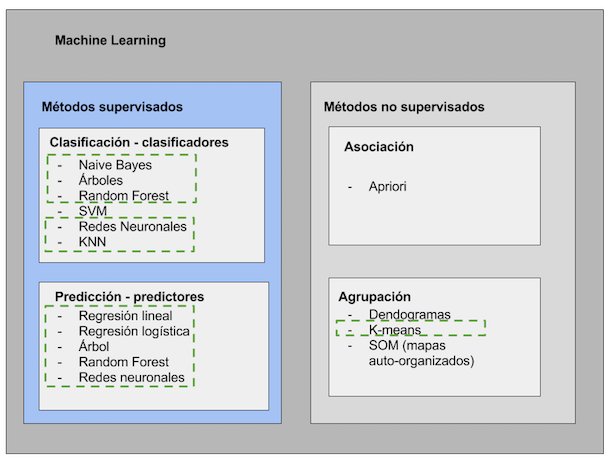 Machine Learning
Métodos supervisados
Clasificación - clasificadores
- Naive Bayes
- Árboles
- Random Forest
- SVM
- Redes Neuronales
- KNN
Predicción - predictores
- Regresión lineal
- Regresión logística
- Árbol
- Random Forest
- Redes neuronales
Métodos no supervisados
Asociación
- Apriori
Agrupación
- Dendogramas
- K-means
- SOM (mapas
auto-organizados)